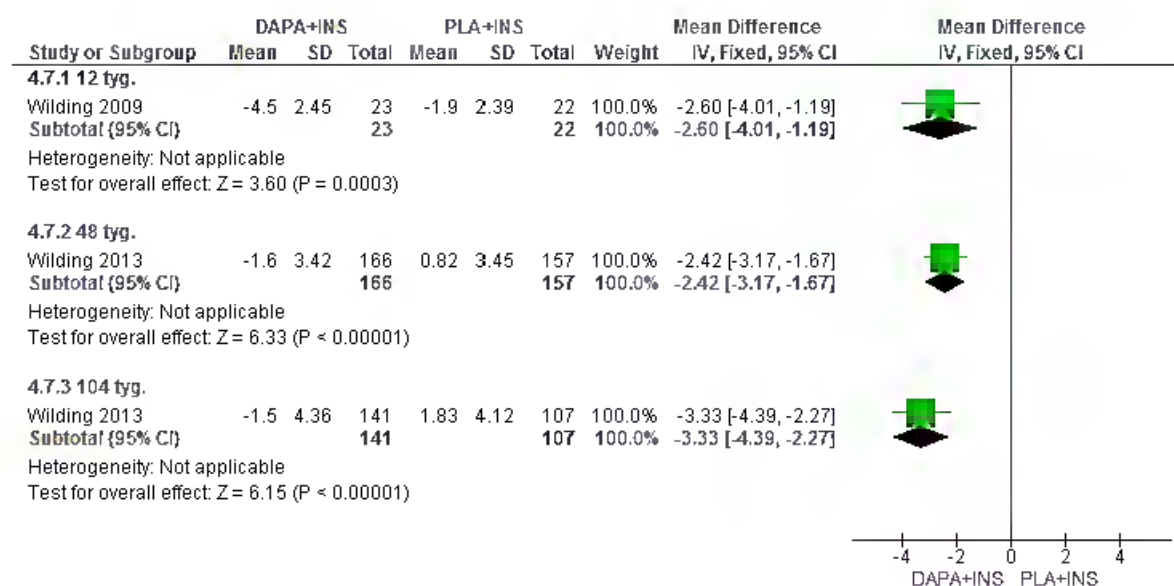 DAPA+INS PLA+INS Mean Difference Mean Difference
Study or Subgroup Mean SD Total Mean SD Total Weight IV, Fixed, 95% CI IV, Fixed, 95% CI
4.7.1 12 tyg.
Wilding 2009 -4.5 2.45 23 -1.9 2.39 22 100.0% -2.60 [-4.01, -1.19]
Subtotal (95% CI) 23 22 100.0% -2.60 [-4.01, -1.19]
Heterogeneity: Not applicable
Test for overall effect: Z = 3.60 (P = 0.0003)
4.7.2 48 tyg.
Wilding 2013 -1.6 3.42 166 0.82 3.45 157 100.0% -2.42 [-3.17, -1.67]
Subtotal (95% CI) 166 157 100.0% -2.42 [-3.17, -1.67]
Heterogeneity: Not applicable
Test for overall effect: Z = 6.33 (P < 0.00001)
4.7.3 104 tyg.
Wilding 2013 -1.5 4.36 141 1.83 4.12 107 100.0% -3.33 [-4.39, -2.27]
Subtotal (95% CI) 141 107 100.0% -3.33 [-4.39, -2.27]
Heterogeneity: Not applicable
Test for overall effect: Z = 6.15 (P < 0.00001)
-4 -2 0 2 4
DAPA+INS PLA+INS